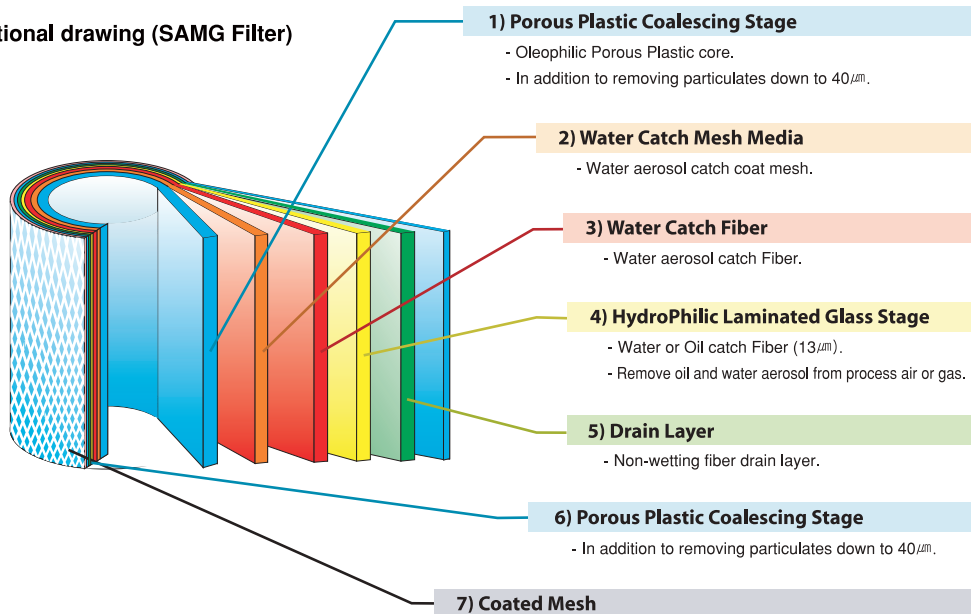 tional drawing (SAMG Filter)
1) Porous Plastic Coalescing Stage
- Oleophilic Porous Plastic core.
- In addition to removing particulates down to 40㎛.
2) Water Catch Mesh Media
- Water aerosol catch coat mesh.
3) Water Catch Fiber
- Water aerosol catch Fiber.
4) HydroPhilic Laminated Glass Stage
- Water or Oil catch Fiber (13㎛).
- Remove oil and water aerosol from process air or gas.
5) Drain Layer
- Non-wetting fiber drain layer.
6) Porous Plastic Coalescing Stage
- In addition to removing particulates down to 40㎛.
7) Coated Mesh